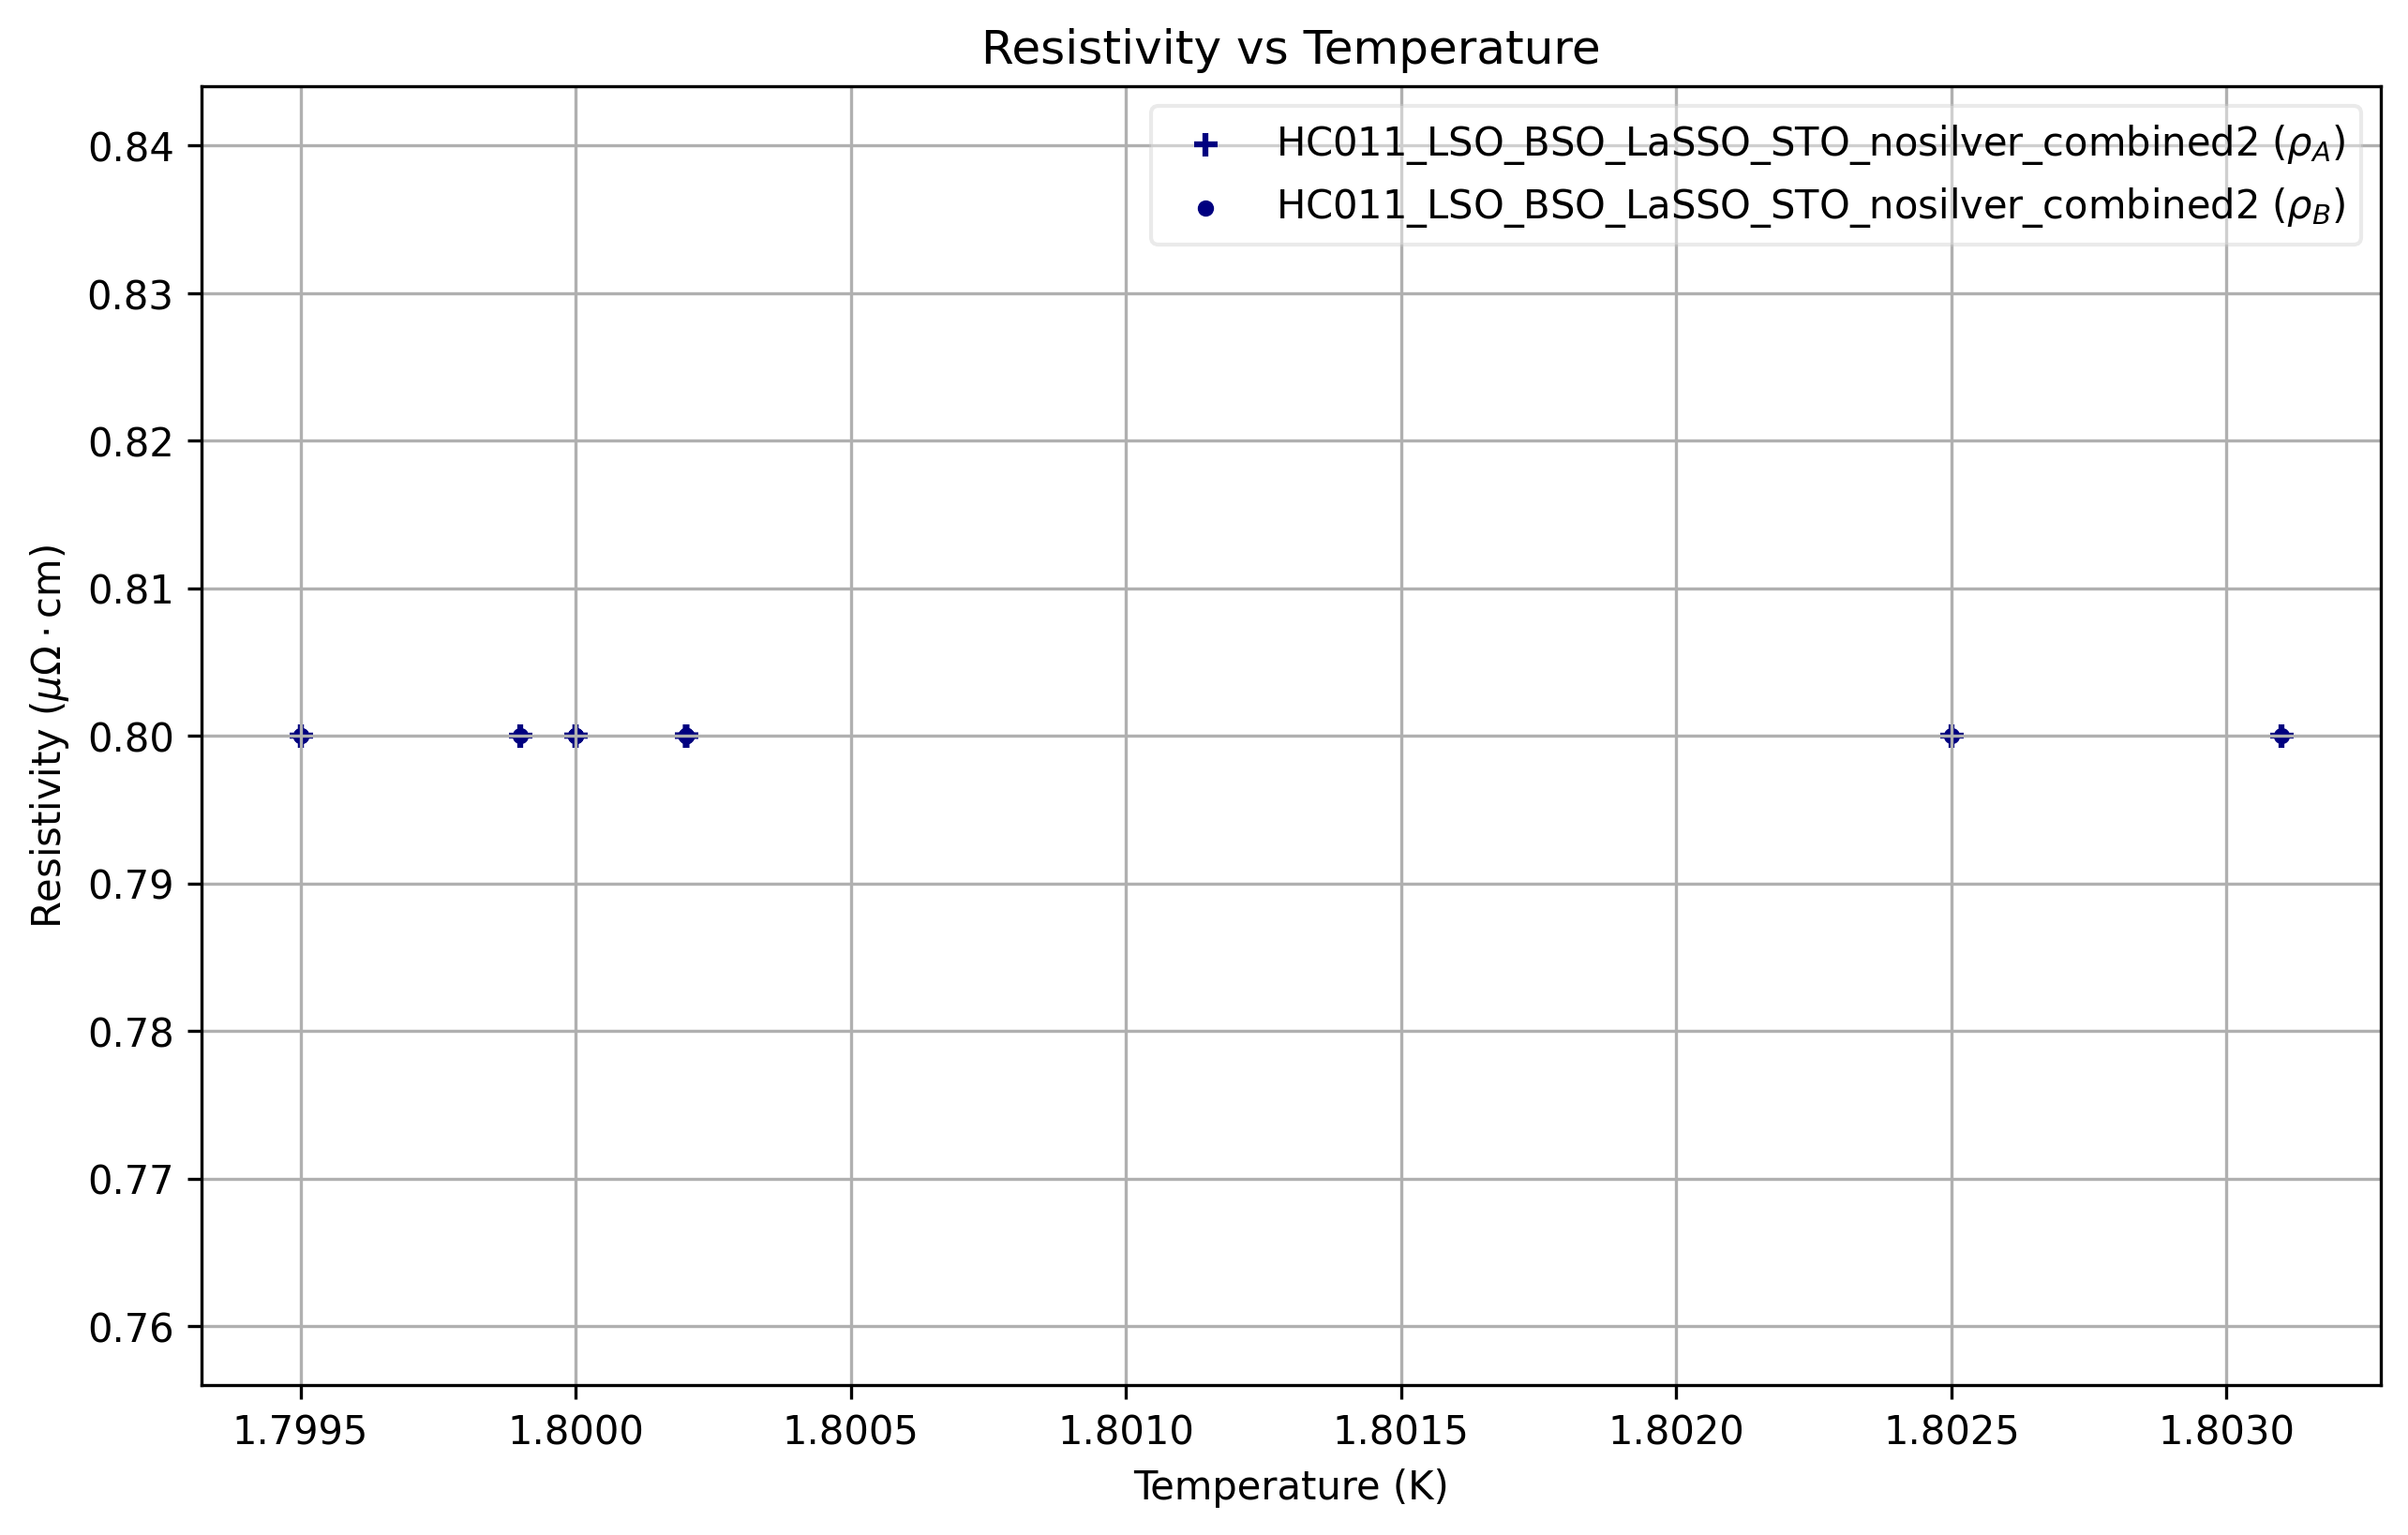 Resistivity vs Temperature
HC011_LSO_BSO_LaSSO_STO_nosilver_combined2 (ρ_A)
HC011_LSO_BSO_LaSSO_STO_nosilver_combined2 (ρ_B)
0.84
0.83
0.82
0.81
0.80
0.79
0.78
0.77
0.76
Resistivity (μΩ · cm)
1.7995 1.8000 1.8005 1.8010 1.8015 1.8020 1.8025 1.8030
Temperature (K)